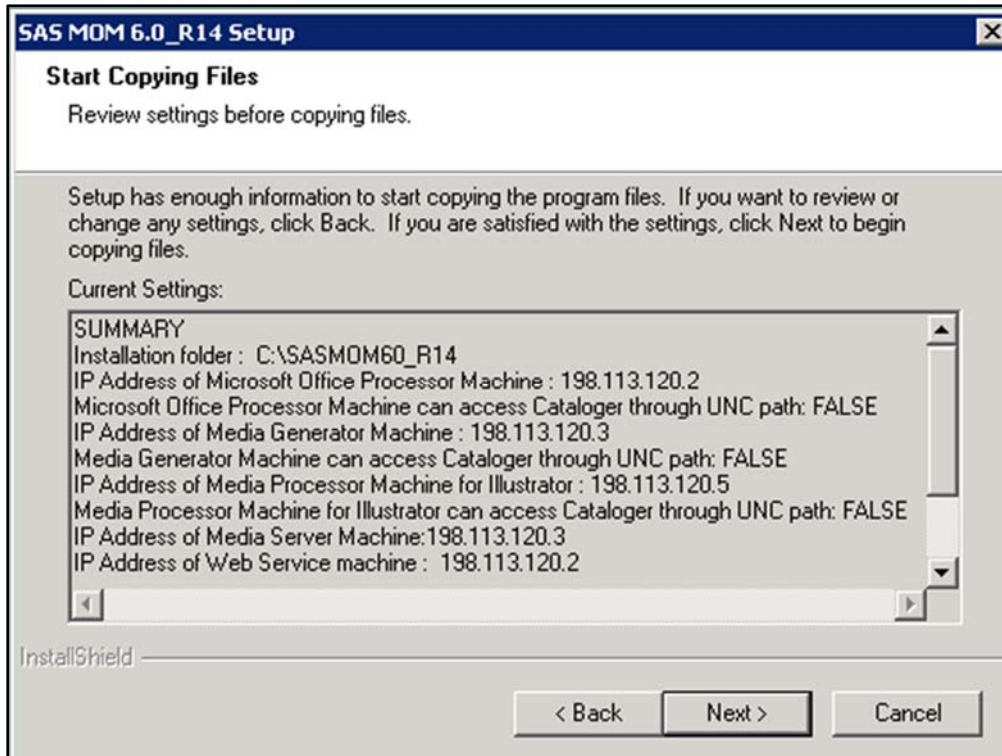 SAS MOM 6.0_R14 Setup
Start Copying Files
Review settings before copying files.
Setup has enough information to start copying the program files. If you want to review or
change any settings, click Back. If you are satisfied with the settings, click Next to begin
copying files.
Current Settings:
SUMMARY
Installation folder : C:\SASMOM60_R14
IP Address of Microsoft Office Processor Machine : 198.113.120.2
Microsoft Office Processor Machine can access Cataloger through UNC path: FALSE
IP Address of Media Generator Machine : 198.113.120.3
Media Generator Machine can access Cataloger through UNC path: FALSE
IP Address of Media Processor Machine for Illustrator : 198.113.120.5
Media Processor Machine for Illustrator can access Cataloger through UNC path: FALSE
IP Address of Media Server Machine:198.113.120.3
IP Address of Web Service machine : 198.113.120.2
InstallShield
< Back
Next >
Cancel